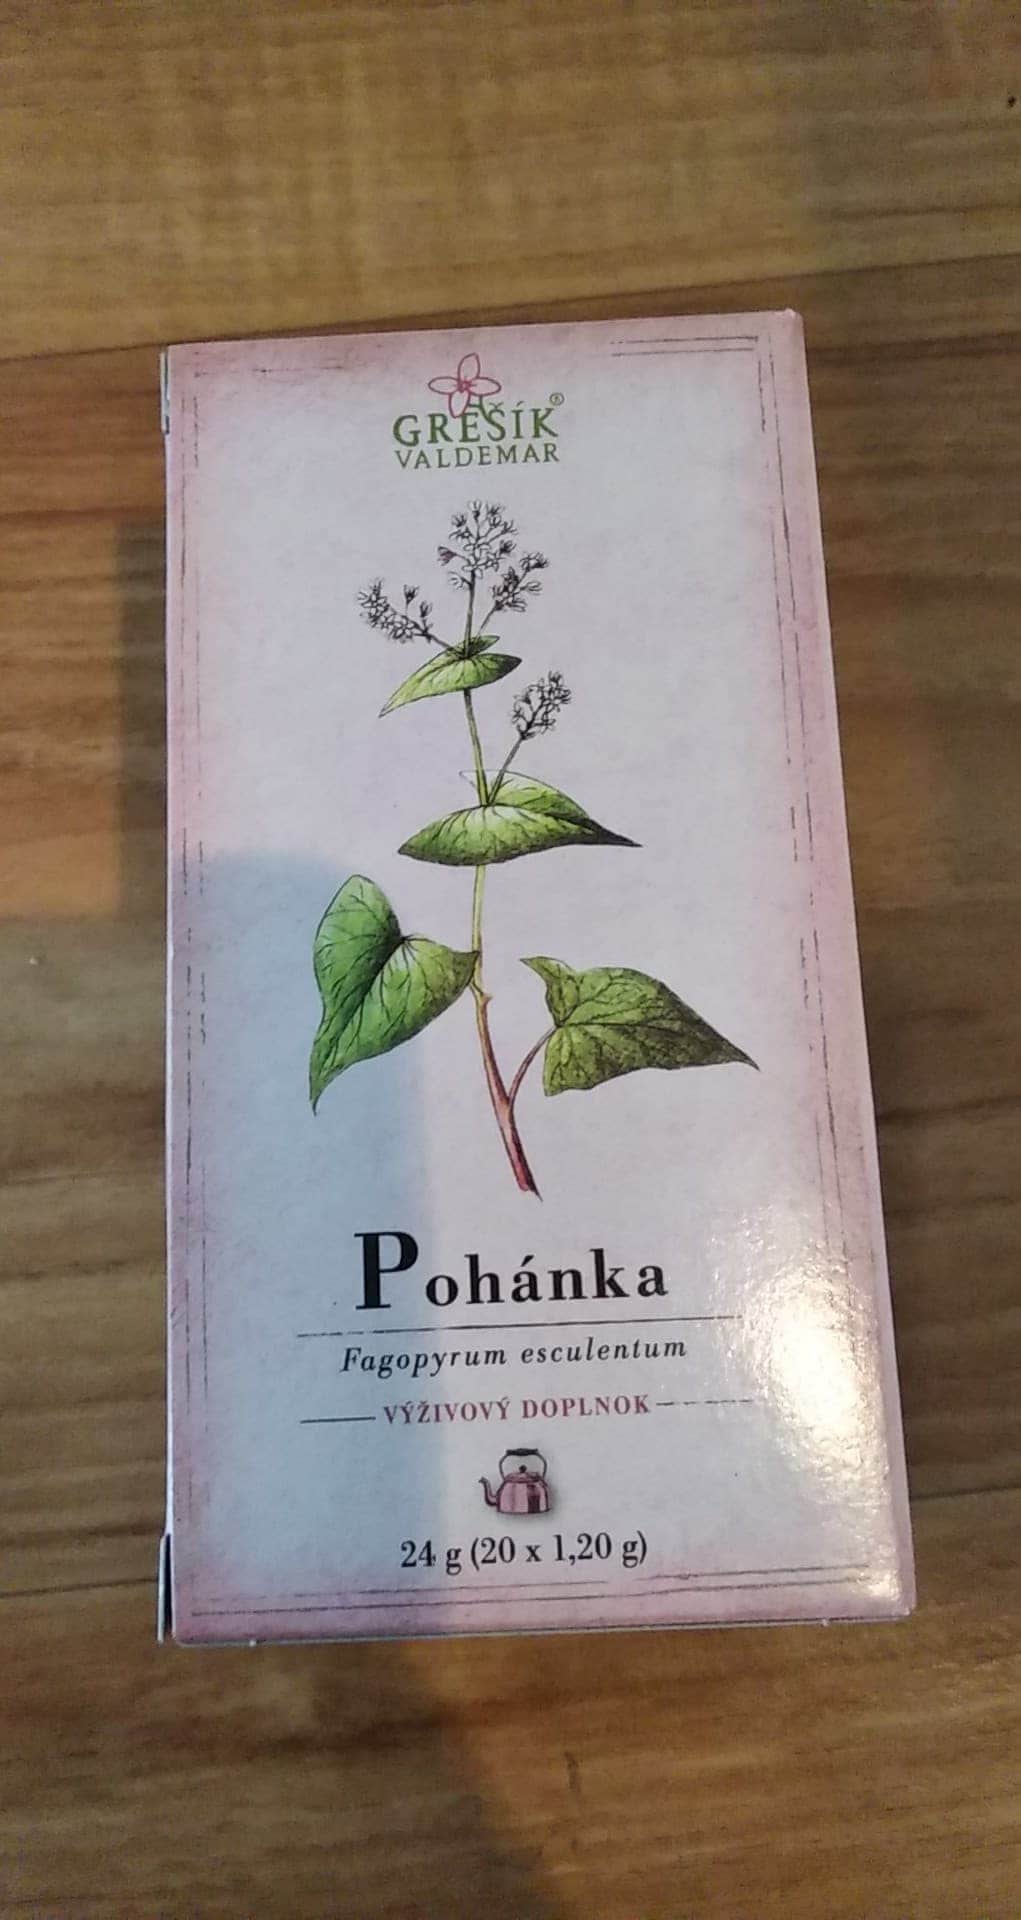 GREŠÍK®
VALDEMAR
Pohánka
Fagopyrum esculentum
VÝŽIVOVÝ DOPLNOK
24 g (20 x 1,20 g)